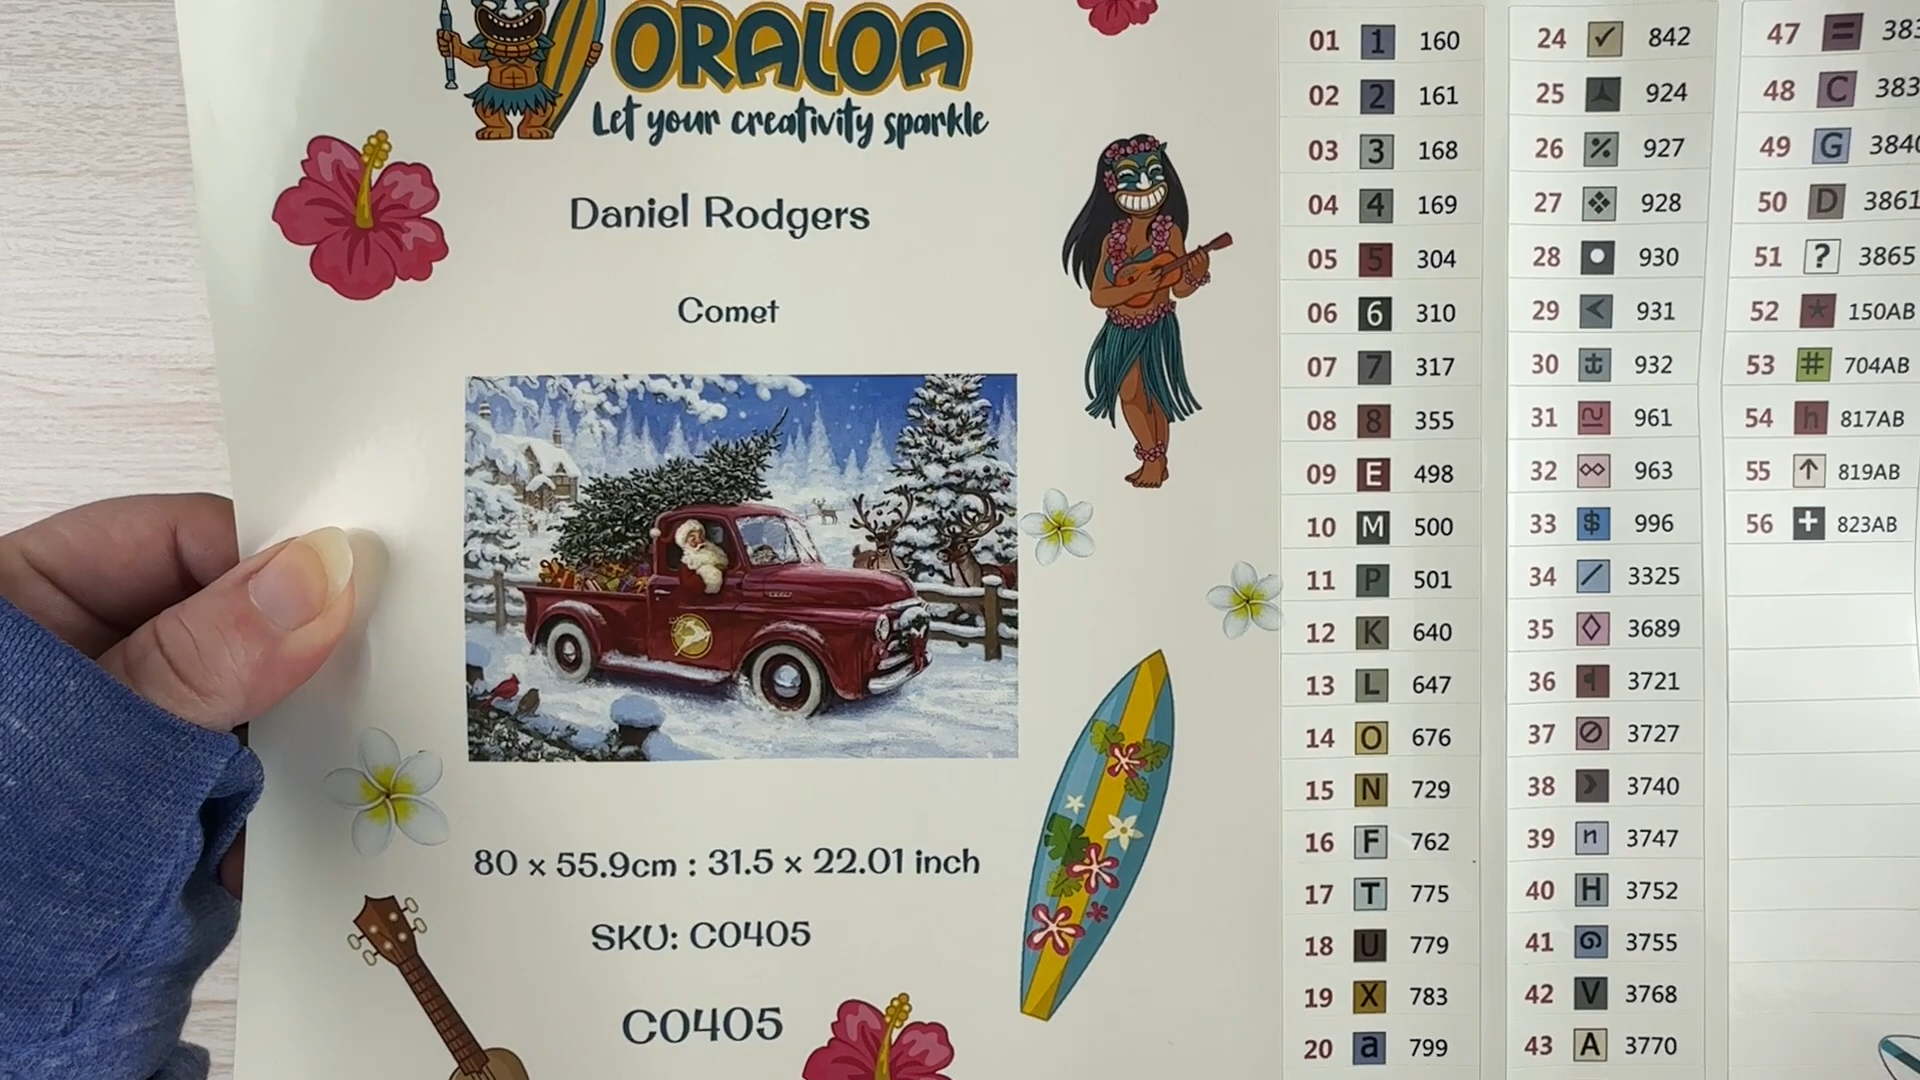 ORALOA
Let your creativity sparkle
Daniel Rodgers
Comet
80 x 55.9cm : 31.5 x 22.01 inch
SKU: C0405
C0405
01 1 160
02 2 161
03 3 168
04 4 169
05 5 304
06 6 310
07 7 317
08 8 355
09 E 498
10 M 500
11 P 501
12 K 640
13 L 647
14 O 676
15 N 729
16 F 762
17 T 775
18 U 779
19 X 783
20 a 799
24 ✓ 842
25 924
26 % 927
27 ❖ 928
28 ● 930
29 931
30 ⚓ 932
31 ≃ 961
32 ◇◇ 963
33 $ 996
34 / 3325
35 ◇ 3689
36 3721
37 ⊘ 3727
38 3740
39 n 3747
40 H 3752
41 3755
42 V 3768
43 A 3770
47 =
48 C
49 G 3840
50 D 3861
51 ? 3865
52 ★ 150AB
53 # 704AB
54 h 817AB
55 ↑ 819AB
56 + 823AB